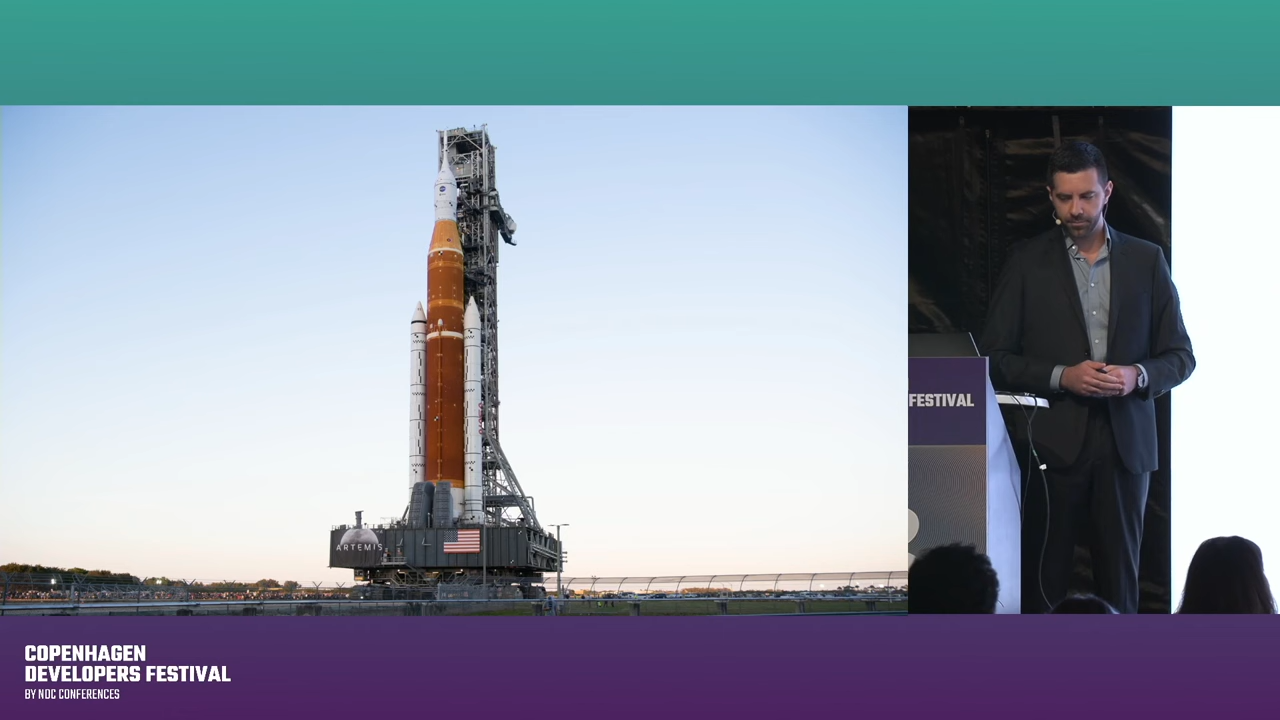 ARTEMIS
FESTIVAL
COPENHAGEN
DEVELOPERS FESTIVAL
BY NDC CONFERENCES